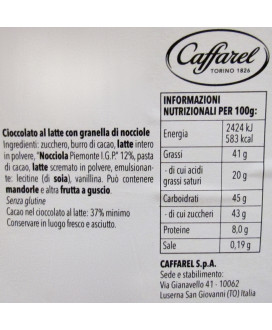 Caffarel
TORINO 1826
INFORMAZIONI
NUTRIZIONALI PER 100g:
Energia 2424 kJ
583 kcal
Grassi 41 g
- di cui acidi
grassi saturi 20 g
Carboidrati 45 g
- di cui zuccheri 43 g
Proteine 8,0 g
Sale 0,19 g
Cioccolato al latte con granella di nocciole
Ingredienti: zucchero, burro di cacao, latte intero
in polvere, "Nocciola Piemonte I.G.P." 12%, pasta
di cacao, latte scremato in polvere, emulsionan-
te: lecitine (di soia), vanillina. Può contenere
mandorle e altra frutta a guscio.
Senza glutine
Cacao nel cioccolato al latte: 37% minimo
Conservare in luogo fresco e asciutto.
CAFFAREL S.p.A.
Sede e stabilimento:
Via Gianavello 41 - 10062
Luserna San Giovanni (TO) Italia